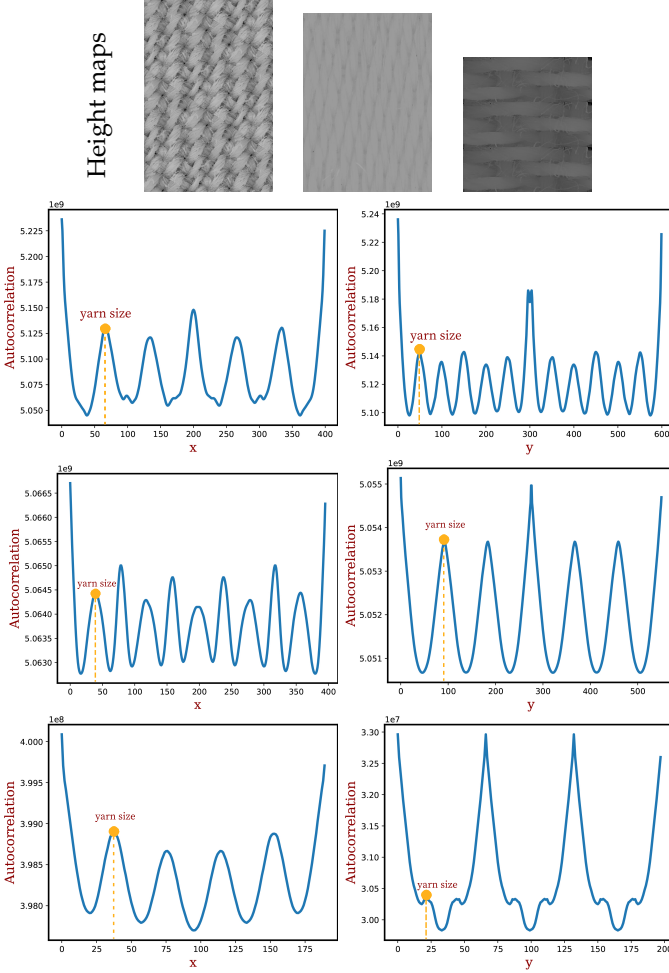 Height maps
1e9
Autocorrelation
5.225
5.200
5.175
5.150
5.125
5.100
5.075
5.050
yarn size
0 50 100 150 200 250 300 350 400
x
1e9
Autocorrelation
5.24
5.22
5.20
5.18
5.16
5.14
5.12
5.10
yarn size
0 100 200 300 400 500 600
y
1e9
Autocorrelation
5.0665
5.0660
5.0655
5.0650
5.0645
5.0640
5.0635
5.0630
yarn size
0 50 100 150 200 250 300 350 400
x
1e9
Autocorrelation
5.055
5.054
5.053
5.052
5.051
yarn size
0 100 200 300 400 500
y
1e8
Autocorrelation
4.000
3.995
3.990
3.985
3.980
yarn size
0 25 50 75 100 125 150 175
x
1e7
Autocorrelation
3.30
3.25
3.20
3.15
3.10
3.05
3.00
yarn size
0 25 50 75 100 125 150 175 200
y